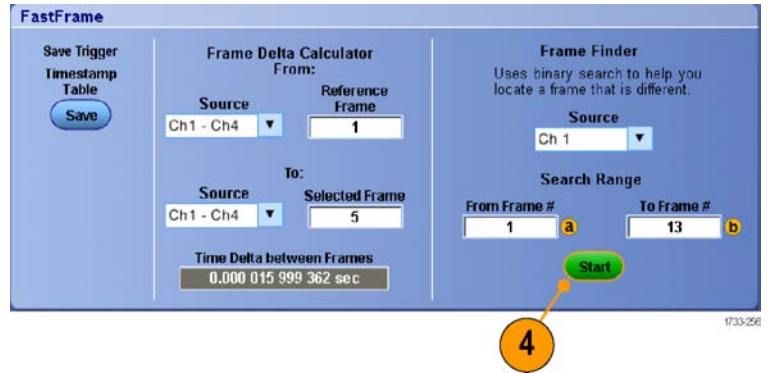 FastFrame
Save Trigger
Timestamp
Table
Save
Frame Delta Calculator
From:
Source
Reference
Frame
Ch1 - Ch4
1
To:
Source
Selected Frame
Ch1 - Ch4
5
Time Delta between Frames
0.000 015 999 362 sec
Frame Finder
Uses binary search to help you
locate a frame that is different.
Source
Ch 1
Search Range
From Frame #
To Frame #
1
a
13
b
Start
4
1733-256